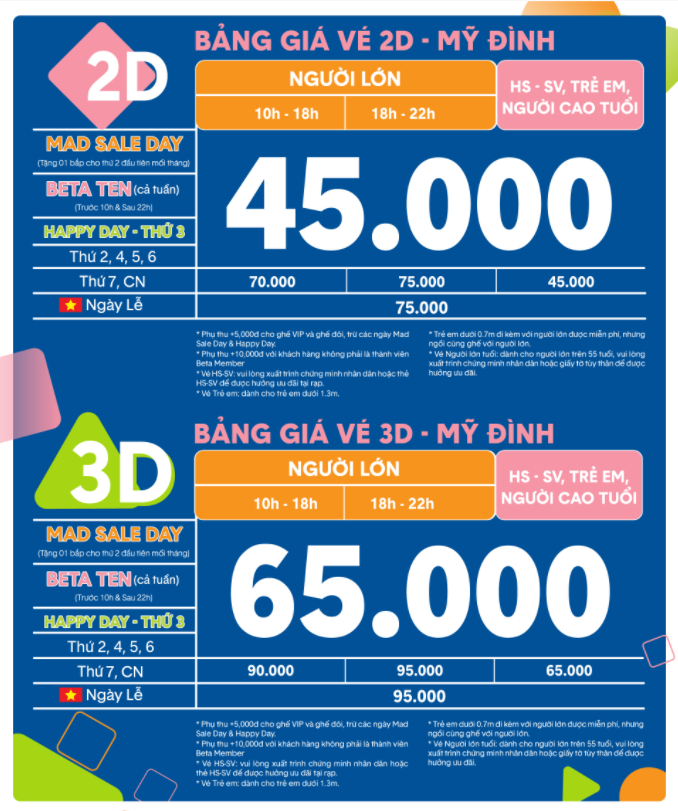 2D
BẢNG GIÁ VÉ 2D - MỸ ĐÌNH
NGƯỜI LỚN
10h - 18h
18h - 22h
HS - SV, TRẺ EM,
NGƯỜI CAO TUỔI
MAD SALE DAY
(Tặng 01 bắp cho thứ 2 đầu tiên mỗi tháng)
BETA TEN (cả tuần)
(Trước 10h & Sau 22h)
HAPPY DAY - THỨ 3
Thứ 2, 4, 5, 6
45.000
Thứ 7, CN
70.000
75.000
45.000
Ngày Lễ
75.000
* Phụ thu +5,000đ cho ghế VIP và ghế đôi, trừ các ngày Mad
Sale Day & Happy Day.
* Phụ thu +10,000đ với khách hàng không phải là thành viên
Beta Member
* Vé HS-SV: vui lòng xuất trình chứng minh nhân dân hoặc thẻ
HS-SV để được hưởng ưu đãi tại rạp.
* Vé Trẻ em: dành cho trẻ em dưới 1.3m.
* Trẻ em dưới 0.7m đi kèm với người lớn được miễn phí, nhưng
ngồi cùng ghế với người lớn.
* Vé Người lớn tuổi: dành cho người lớn trên 55 tuổi, vui lòng
xuất trình chứng minh nhân dân hoặc giấy tờ tùy thân để được
hưởng ưu đãi.
3D
BẢNG GIÁ VÉ 3D - MỸ ĐÌNH
NGƯỜI LỚN
10h - 18h
18h - 22h
HS - SV, TRẺ EM,
NGƯỜI CAO TUỔI
MAD SALE DAY
(Tặng 01 bắp cho thứ 2 đầu tiên mỗi tháng)
BETA TEN (cả tuần)
(Trước 10h & Sau 22h)
HAPPY DAY - THỨ 3
Thứ 2, 4, 5, 6
65.000
Thứ 7, CN
90.000
95.000
65.000
Ngày Lễ
95.000
* Phụ thu +5,000đ cho ghế VIP và ghế đôi, trừ các ngày Mad
Sale Day & Happy Day.
* Phụ thu +10,000đ với khách hàng không phải là thành viên
Beta Member
* Vé HS-SV: vui lòng xuất trình chứng minh nhân dân hoặc
thẻ HS-SV để được hưởng ưu đãi tại rạp.
* Vé Trẻ em: dành cho trẻ em dưới 1.3m.
* Trẻ em dưới 0.7m đi kèm với người lớn được miễn phí, nhưng
ngồi cùng ghế với người lớn.
* Vé Người lớn tuổi: dành cho người lớn trên 55 tuổi, vui lòng
xuất trình chứng minh nhân dân hoặc giấy tờ tùy thân để được
hưởng ưu đãi.